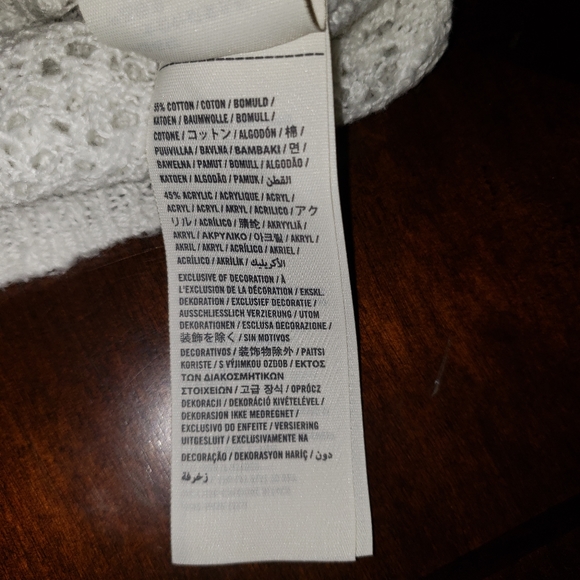 55% COTTON / COTON / BOMULD /
KATOEN / BAUMWOLLE / BOMULL /
COTONE / コットン / ALGODÓN / 棉 /
PUUVILLAA / BAVLNA / ΒΑΜΒΑΚΙ / 면 /
BAWEŁNA / PAMUT / BOMULL / ALGODÃO /
KATOEN / ALGODÃO / PAMUK / القطن
45% ACRYLIC / ACRYLIQUE / ACRYL /
ACRYL / ACRYL / AKRYL / ACRILICO / アク
リル / ACRÍLICO / 腈纶 / AKRYYLIÄ /
AKRYL / ΑΚΡΥΛΙΚΟ / 아크릴 / AKRYL /
AKRIL / AKRYL / ACRÍLICO / AKRIEL /
ACRÍLICO / AKRİLİK / الأكريليك
EXCLUSIVE OF DECORATION / À
L'EXCLUSION DE LA DÉCORATION / EKSKL.
DEKORATION / EXCLUSIEF DECORATIE /
AUSSCHLIESSLICH VERZIERUNG / UTOM
DEKORATIONEN / ESCLUSA DECORAZIONE /
装飾を除く / SIN MOTIVOS
DECORATIVOS / 装饰物除外 / PAITSI
KORISTE / S VÝJIMKOU OZDOB / ΕΚΤΟΣ
ΤΩΝ ΔΙΑΚΟΣΜΗΤΙΚΩΝ
ΣΤΟΙΧΕΙΩΝ / 고급 장식 / OPRÓCZ
DEKORACJI / DEKORÁCIÓ KIVÉTELÉVEL /
DEKORASJON IKKE MEDREGNET /
EXCLUSIVO DO ENFEITE / VERSIERING
UITGESLUIT / EXCLUSIVAMENTE NA
DECORAÇÃO / DEKORASYON HARİÇ / دون
زخرفة